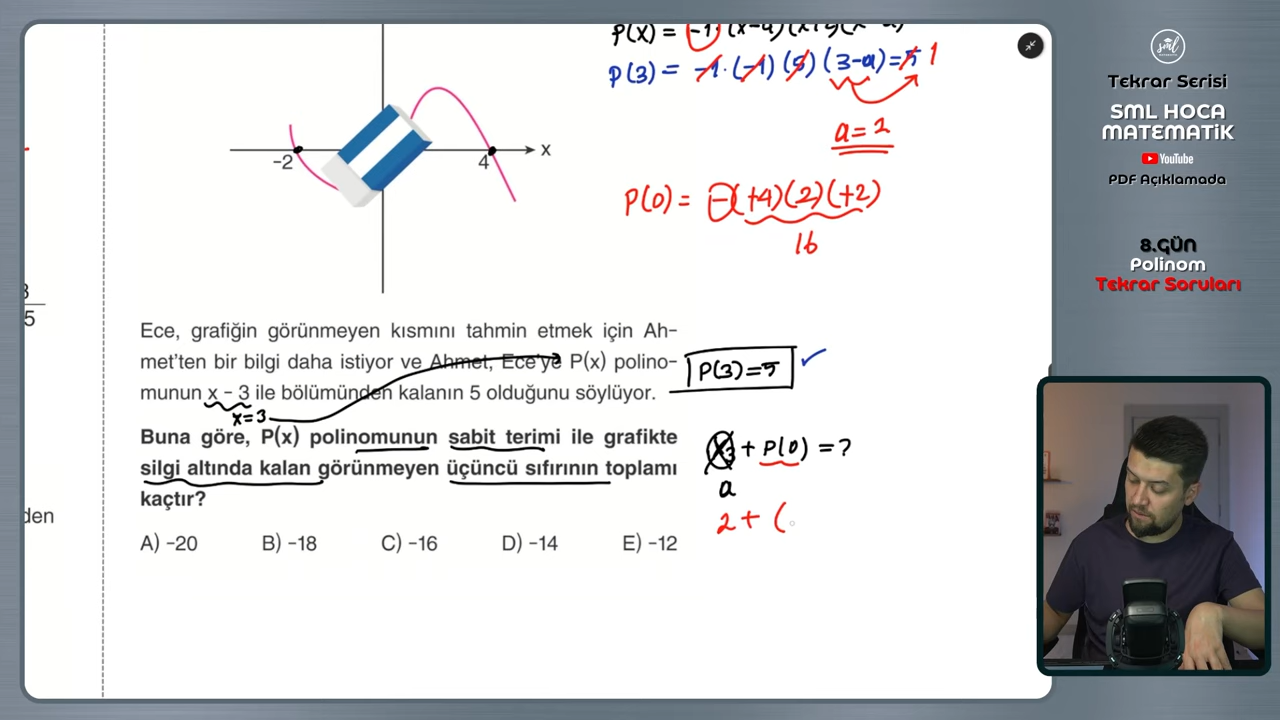 P(x) = -1. (x-4)(x+2)(x-a)
P(3) = -1.(-1)(5)(3-a)=5 1
a=2
P(0) = -(+4)(2)(+2)
16
x
-2
4
3
5
Ece, grafiğin görünmeyen kısmını tahmin etmek için Ah-
met'ten bir bilgi daha istiyor ve Ahmet, Ece'ye P(x) polino-
munun x - 3 ile bölümünden kalanın 5 olduğunu söylüyor.
x=3
P(3)=5
Buna göre, P(x) polinomunun sabit terimi ile grafikte
silgi altında kalan görünmeyen üçüncü sıfırının toplamı
kaçtır?
+ P(0) = ?
a
2 + (
den
A) -20 B) -18 C) -16 D) -14 E) -12
sml
Tekrar Serisi
SML HOCA
MATEMATİK
YouTube
PDF Açıklamada
8.GÜN
Polinom
Tekrar Soruları